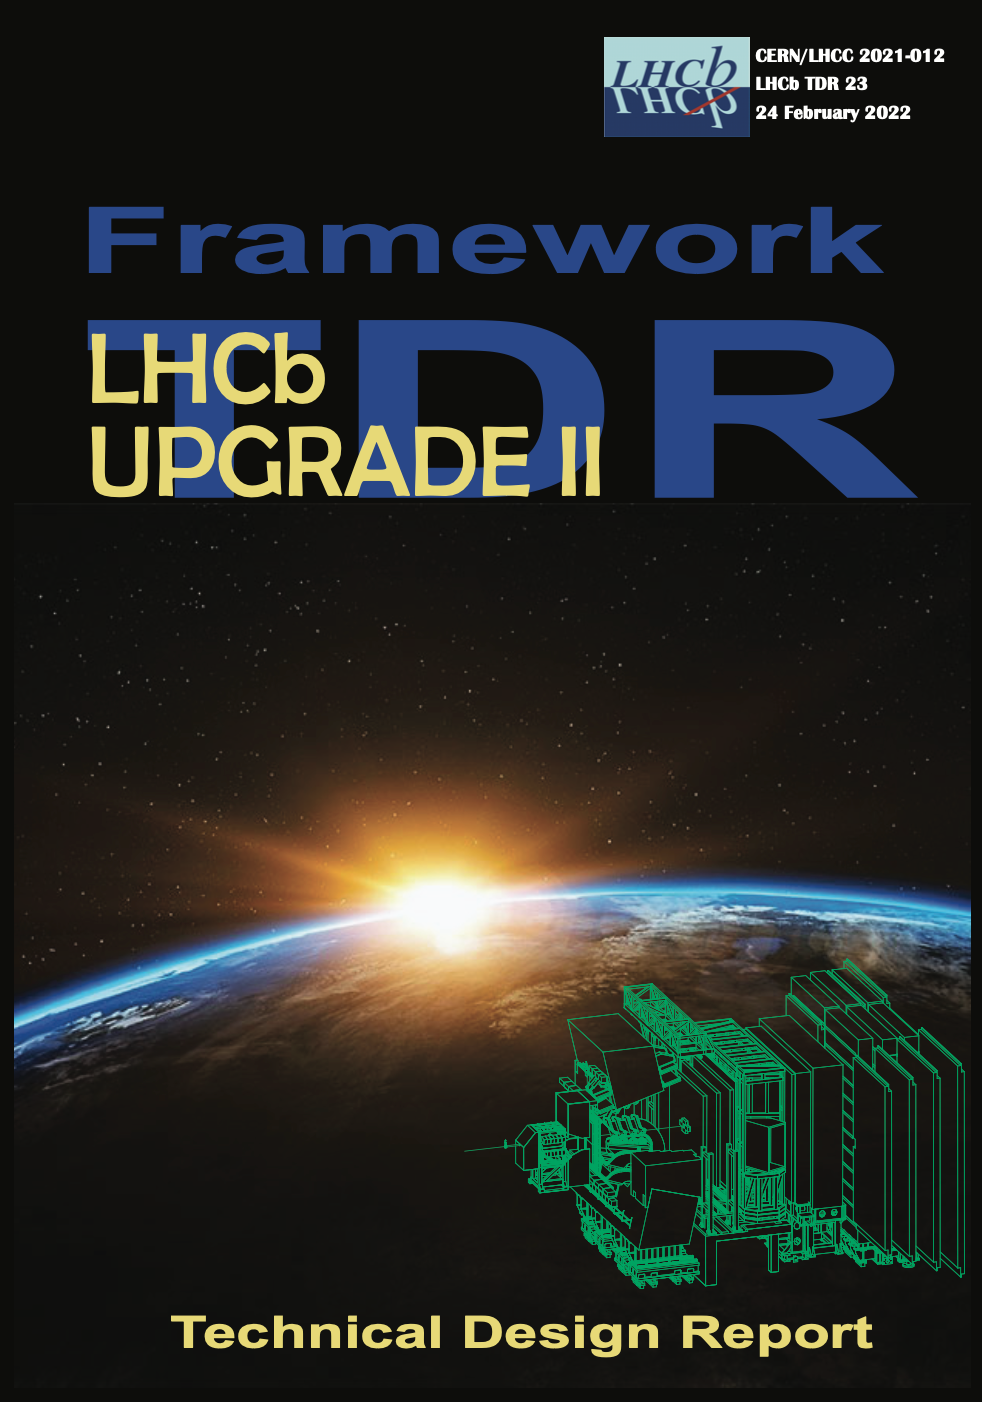 LHCb
LHCb
CERN/LHCC 2021-012
LHCb TDR 23
24 February 2022
Framework
TDR
LHCb
UPGRADE II
Technical Design Report